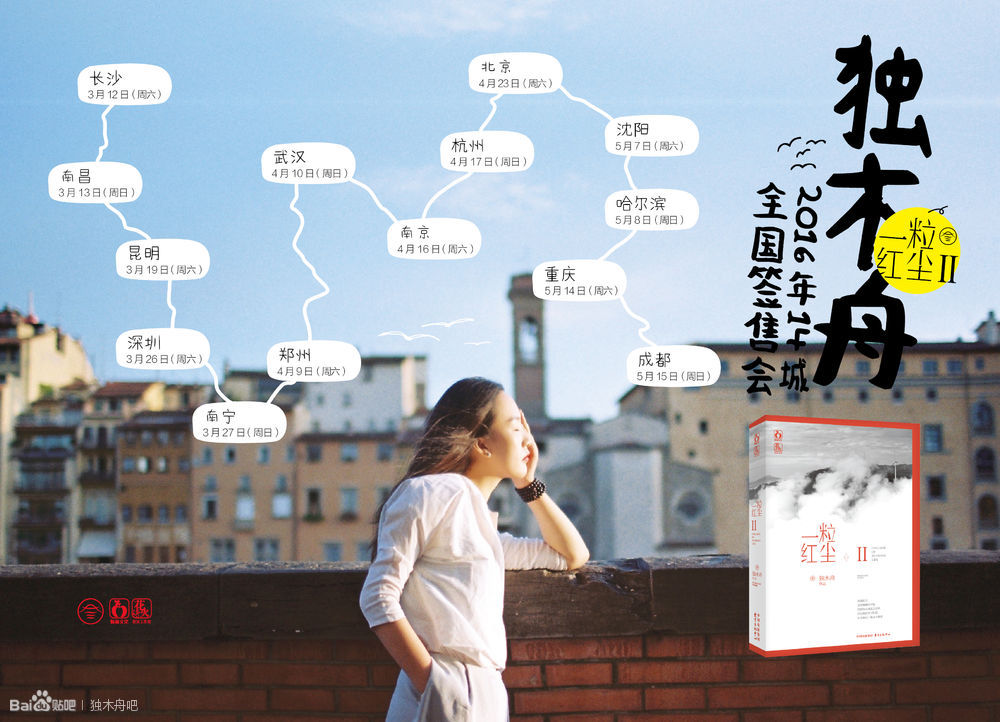 长沙
3月12日(周六)
南昌
3月13日(周日)
昆明
3月19日(周六)
深圳
3月26日(周六)
南宁
3月27日(周日)
郑州
4月9日(周六)
武汉
4月10日(周日)
南京
4月16日(周六)
杭州
4月17日(周日)
北京
4月23日(周六)
沈阳
5月7日(周六)
哈尔滨
5月8日(周日)
重庆
5月14日(周六)
成都
5月15日(周日)
独木舟
一粒
红尘 II
2016年14城
全国签售会
一粒
红尘
II
独木舟
一粒
红尘
II
Bai du 贴吧 | 独木舟吧